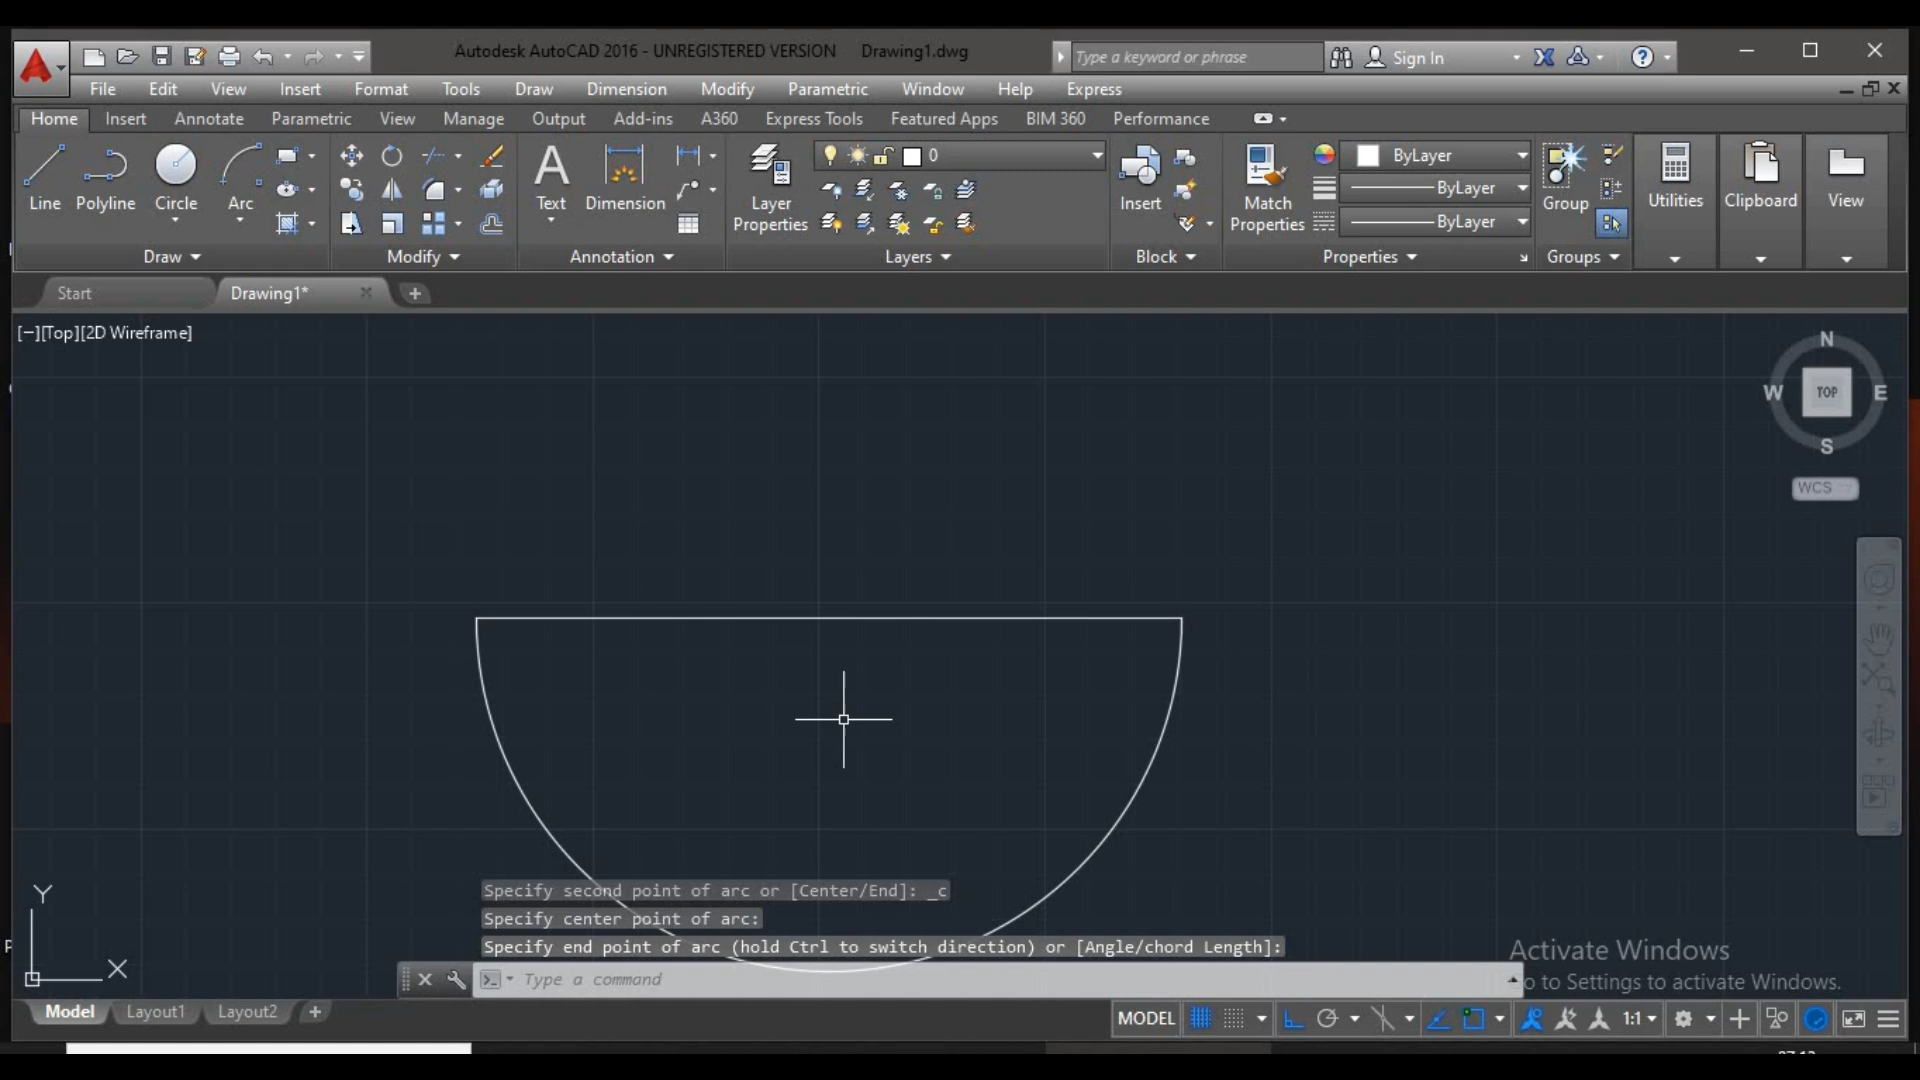 Autodesk AutoCAD 2016 - UNREGISTERED VERSION Drawing1.dwg
Type a keyword or phrase
Sign In
File Edit View Insert Format Tools Draw Dimension Modify Parametric Window Help Express
Home Insert Annotate Parametric View Manage Output Add-ins A360 Express Tools Featured Apps BIM 360 Performance
0
ByLayer
ByLayer
ByLayer
Line Polyline Circle Arc
Text Dimension
Layer Properties
Insert
Match Properties
Group
Utilities
Clipboard
View
Draw Modify Annotation Layers Block Properties Groups
Start Drawing1*
[−][Top][2D Wireframe]
N
W TOP E
S
WCS
Specify second point of arc or [Center/End]: _c
Specify center point of arc:
Specify end point of arc (hold Ctrl to switch direction) or [Angle/chord Length]:
Type a command
Y
X
Activate Windows
o to Settings to activate Windows.
Model Layout1 Layout2
MODEL
1:1